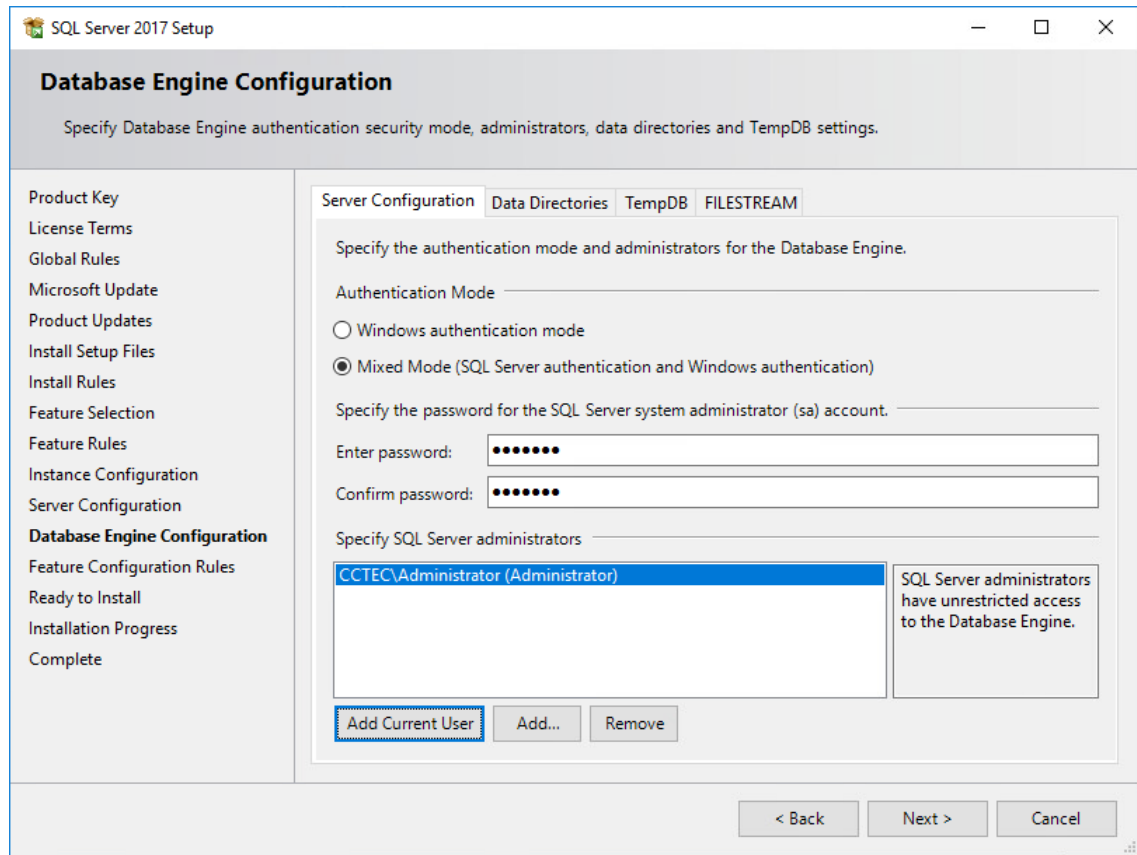 SQL Server 2017 Setup
Database Engine Configuration
Specify Database Engine authentication security mode, administrators, data directories and TempDB settings.
Product Key
License Terms
Global Rules
Microsoft Update
Product Updates
Install Setup Files
Install Rules
Feature Selection
Feature Rules
Instance Configuration
Server Configuration
Database Engine Configuration
Feature Configuration Rules
Ready to Install
Installation Progress
Complete
Server Configuration Data Directories TempDB FILESTREAM
Specify the authentication mode and administrators for the Database Engine.
Authentication Mode
Windows authentication mode
Mixed Mode (SQL Server authentication and Windows authentication)
Specify the password for the SQL Server system administrator (sa) account.
Enter password: ●●●●●●●
Confirm password: ●●●●●●●
Specify SQL Server administrators
CCTEC\Administrator (Administrator)
SQL Server administrators
have unrestricted access
to the Database Engine.
Add Current User Add... Remove
< Back Next > Cancel